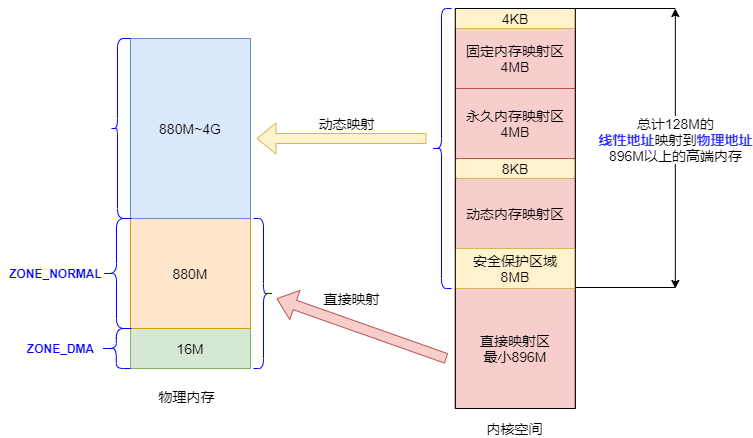 880M~4G
ZONE_NORMAL
880M
ZONE_DMA
16M
物理内存
动态映射
直接映射
4KB
固定内存映射区
4MB
永久内存映射区
4MB
8KB
动态内存映射区
安全保护区域
8MB
直接映射区
最小896M
内核空间
总计128M的
线性地址映射到物理地址
896M以上的高端内存